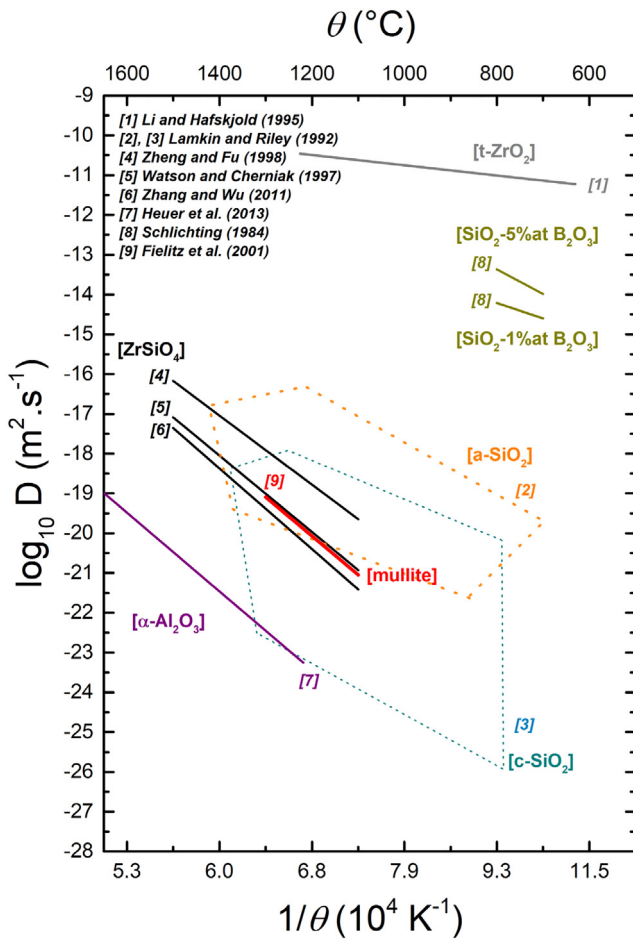 θ (°C)
1600 1400 1200 1000 800 600
-9
-10
-11
-12
-13
-14
-15
-16
-17
-18
-19
-20
-21
-22
-23
-24
-25
-26
-27
-28
log₁₀ D (m².s⁻¹)
[1] Li and Hafskjold (1995)
[2], [3] Lamkin and Riley (1992)
[4] Zheng and Fu (1998)
[5] Watson and Cherniak (1997)
[6] Zhang and Wu (2011)
[7] Heuer et al. (2013)
[8] Schlichting (1984)
[9] Fielitz et al. (2001)
[t-ZrO₂]
[1]
[SiO₂-5%at B₂O₃]
[8]
[8]
[SiO₂-1%at B₂O₃]
[ZrSiO₄]
[4]
[5]
[6]
[a-SiO₂]
[9]
[2]
[mullite]
[α-Al₂O₃]
[7]
[3]
[c-SiO₂]
5.3 6.0 6.8 7.9 9.3 11.5
1/θ (10⁴ K⁻¹)